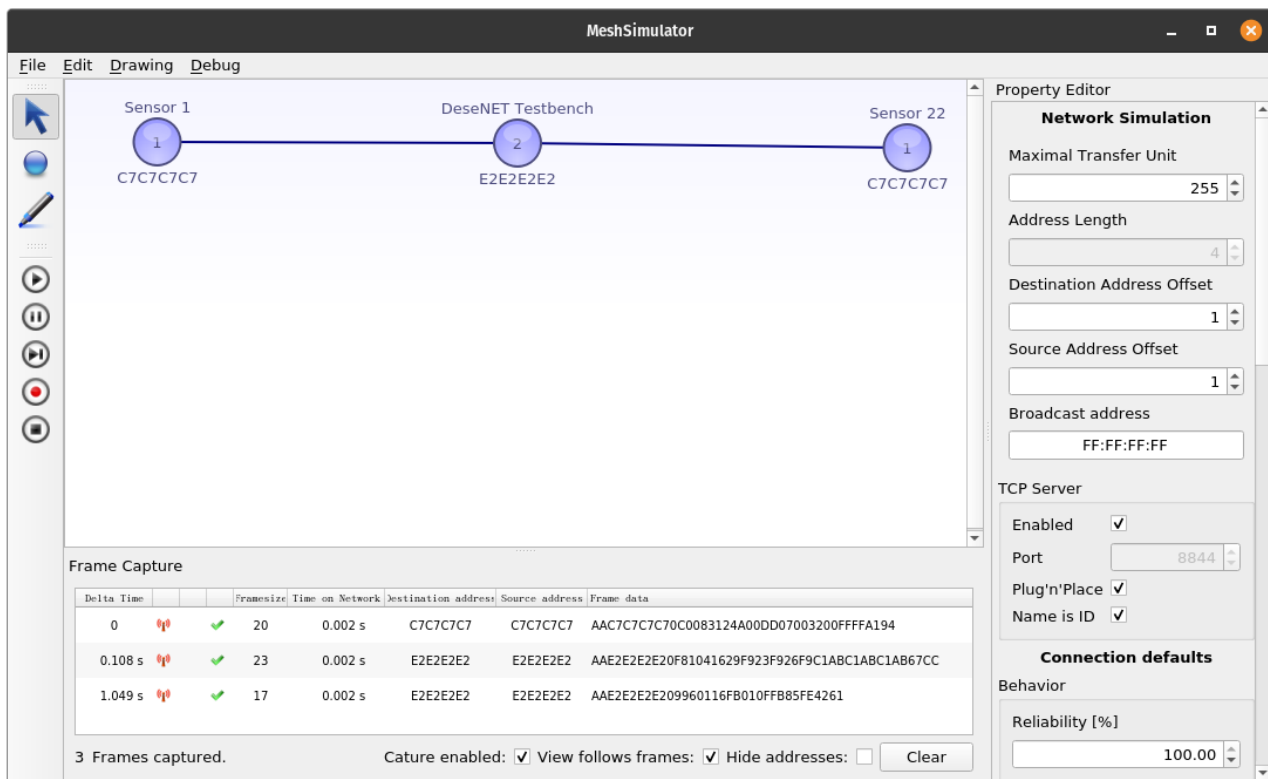 MeshSimulator
File Edit Drawing Debug
Sensor 1
1
C7C7C7C7
DeseNET Testbench
2
E2E2E2E2
Sensor 22
1
C7C7C7C7
Frame Capture
Delta Time Framesize Time on Network Destination address Source address Frame data
0 20 0.002 s C7C7C7C7 C7C7C7C7 AAC7C7C7C70C0083124A00DD07003200FFFFA194
0.108 s 23 0.002 s E2E2E2E2 E2E2E2E2 AAE2E2E2E20F81041629F923F926F9C1ABC1ABC1AB67CC
1.049 s 17 0.002 s E2E2E2E2 E2E2E2E2 AAE2E2E2E209960116FB010FFB85FE4261
3 Frames captured.
Cature enabled: View follows frames: Hide addresses: Clear
Property Editor
Network Simulation
Maximal Transfer Unit
255
Address Length
4
Destination Address Offset
1
Source Address Offset
1
Broadcast address
FF:FF:FF:FF
TCP Server
Enabled
Port 8844
Plug'n'Place
Name is ID
Connection defaults
Behavior
Reliability [%]
100.00